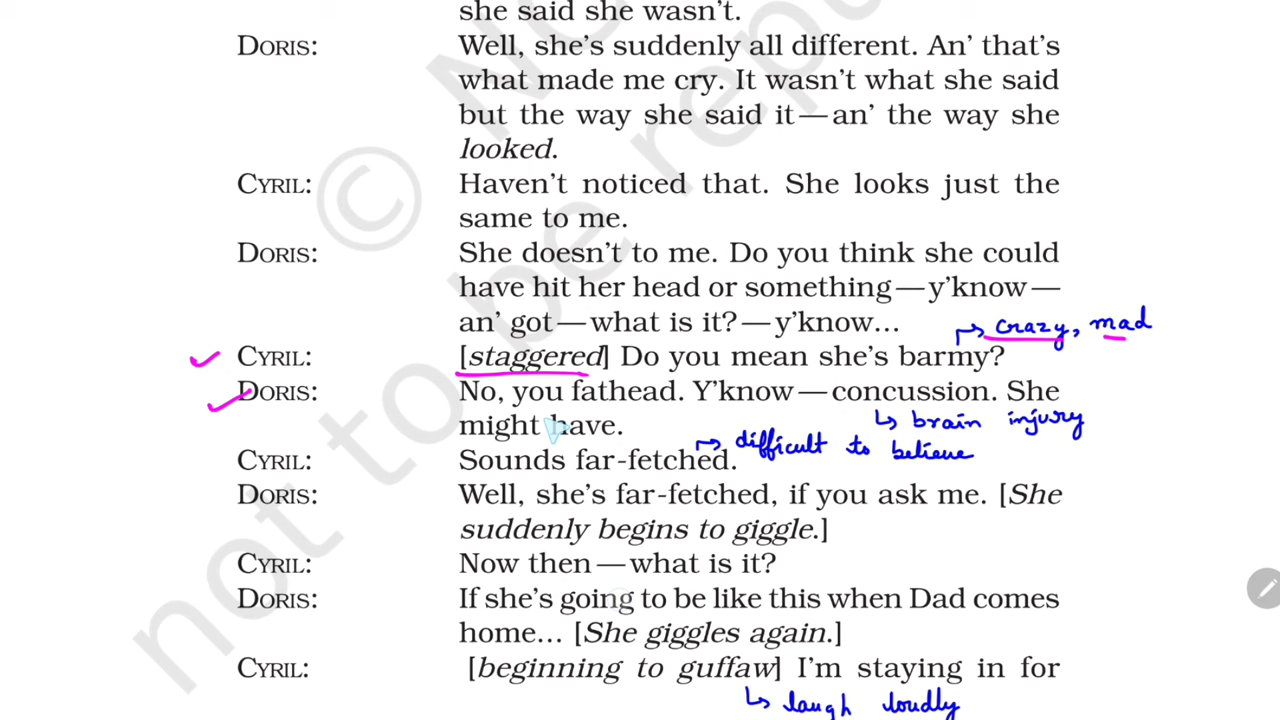 she said she wasn't.
DORIS: Well, she's suddenly all different. An' that's
what made me cry. It wasn't what she said
but the way she said it—an' the way she
looked.
CYRIL: Haven't noticed that. She looks just the
same to me.
DORIS: She doesn't to me. Do you think she could
have hit her head or something—y'know—
an' got—what is it?—y'know...
crazy, mad
CYRIL: [staggered] Do you mean she's barmy?
DORIS: No, you fathead. Y'know—concussion. She
brain injury
might have.
difficult to believe
CYRIL: Sounds far-fetched.
DORIS: Well, she's far-fetched, if you ask me. [She
suddenly begins to giggle.]
CYRIL: Now then—what is it?
DORIS: If she's going to be like this when Dad comes
home... [She giggles again.]
CYRIL: [beginning to guffaw] I'm staying in for
laugh loudly
© N
not to be rep